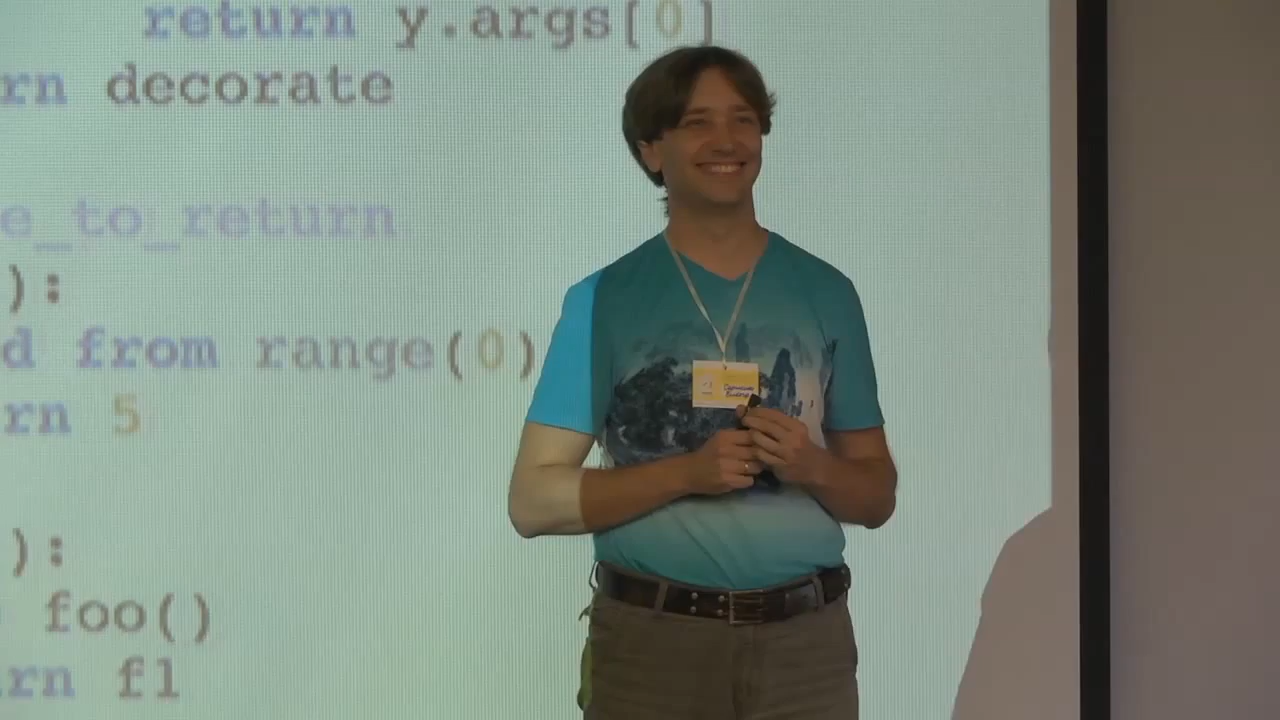 return y.args[0]
rn decorate
e_to_return
):
d from range(0)
rn 5
):
foo()
rn f1